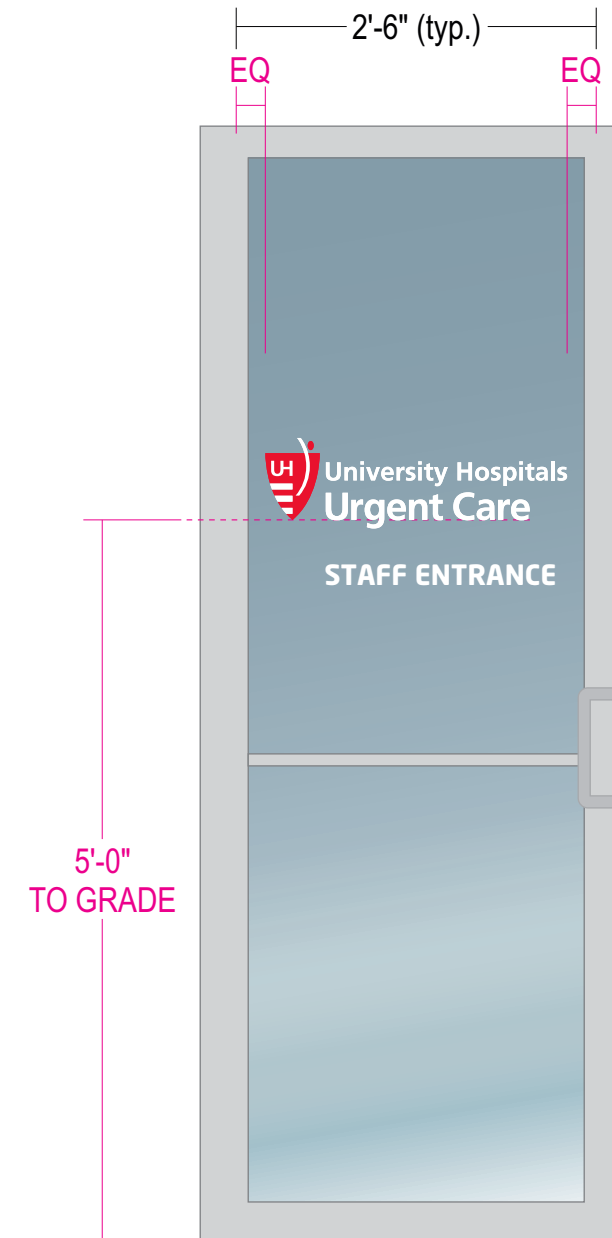 2'-6" (typ.)
EQ EQ
UH University Hospitals
Urgent Care
STAFF ENTRANCE
5'-0"
TO GRADE